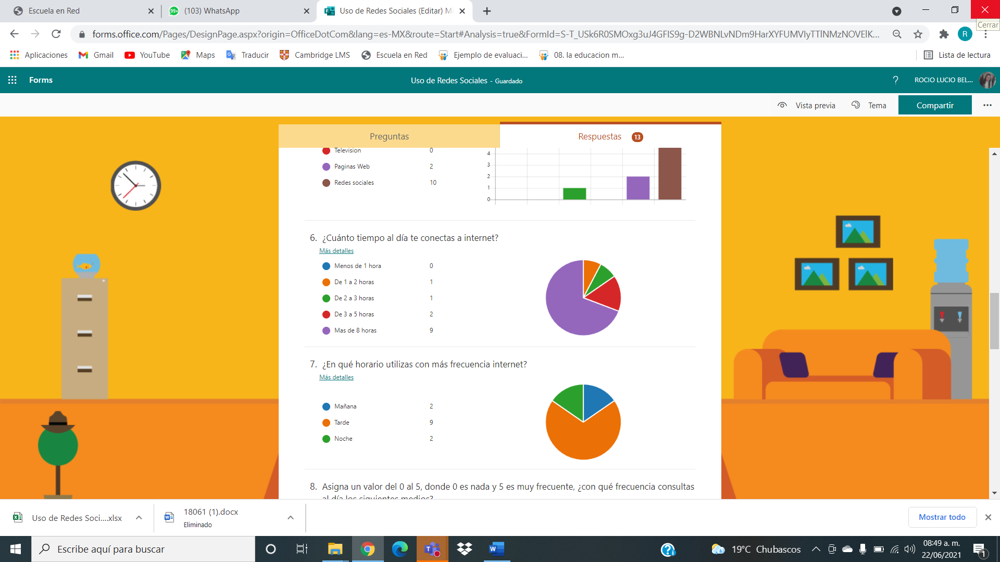 Escuela en Red
(103) WhatsApp
Uso de Redes Sociales (Editar) Mi
Cerrar
forms.office.com/Pages/DesignPage.aspx?origin=OfficeDotCom&lang=es-MX&route=Start#Analysis=true&FormId=S-T_USk6R0SMOxg3uJ4GFIS9g-D2WBNLvNDm9HarXYFUMVIyTTlNMzNOVElK...
R
Aplicaciones
Gmail
YouTube
Maps
Traducir
Cambridge LMS
Escuela en Red
Ejemplo de evaluaci...
08. la educacion m...
Lista de lectura
Forms
Uso de Redes Sociales - Guardado
?
ROCIO LUCIO BEL...
Vista previa
Tema
Compartir
Preguntas
Respuestas 13
Television 0
Paginas Web 2
Redes sociales 10
4
3
2
1
0
6. ¿Cuánto tiempo al día te conectas a internet?
Más detalles
Menos de 1 hora 0
De 1 a 2 horas 1
De 2 a 3 horas 1
De 3 a 5 horas 2
Mas de 8 horas 9
7. ¿En qué horario utilizas con más frecuencia internet?
Más detalles
Mañana 2
Tarde 9
Noche 2
8. Asigna un valor del 0 al 5, donde 0 es nada y 5 es muy frecuente, ¿con qué frecuencia consultas
al día los siguientes medios?
Uso de Redes Soci....xlsx
18061 (1).docx
Eliminado
Mostrar todo
Escribe aquí para buscar
19°C Chubascos
08:49 a. m.
22/06/2021
1